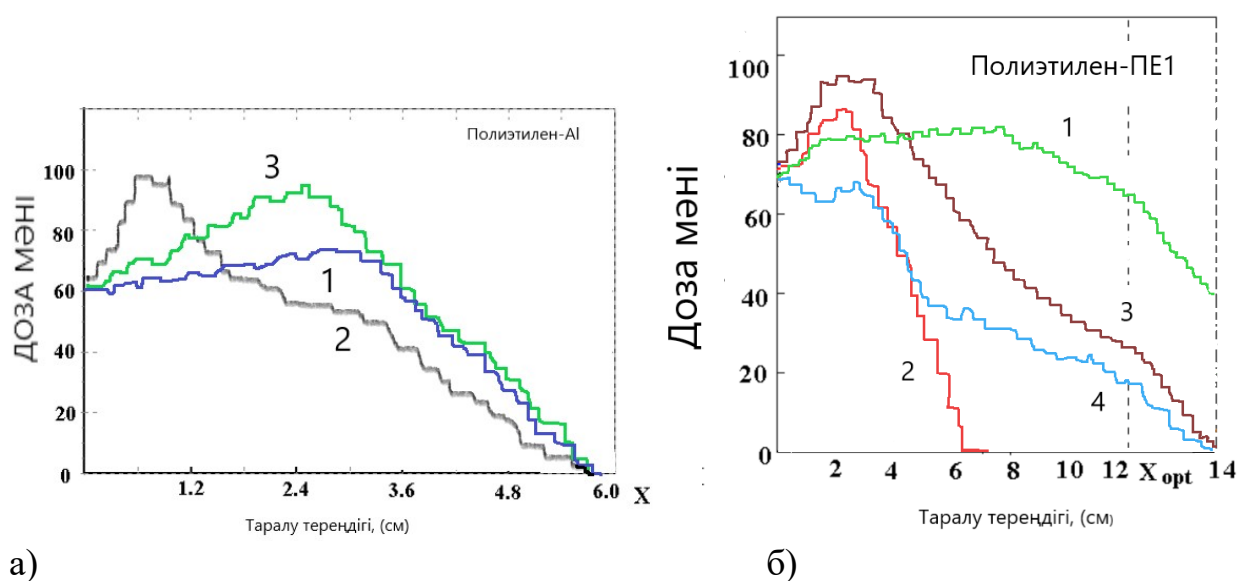 Полиэтилен-Al
ДОЗА МӘНІ
100
80
60
40
20
0
3
1
2
1.2 2.4 3.6 4.8 6.0 X
Таралу тереңдігі, (см)
а)
Полиэтилен-ПЕ1
Доза мәні
100
80
60
40
20
0
1
3
2
4
2 4 6 8 10 12 X opt 14
Таралу тереңдігі, (см)
б)